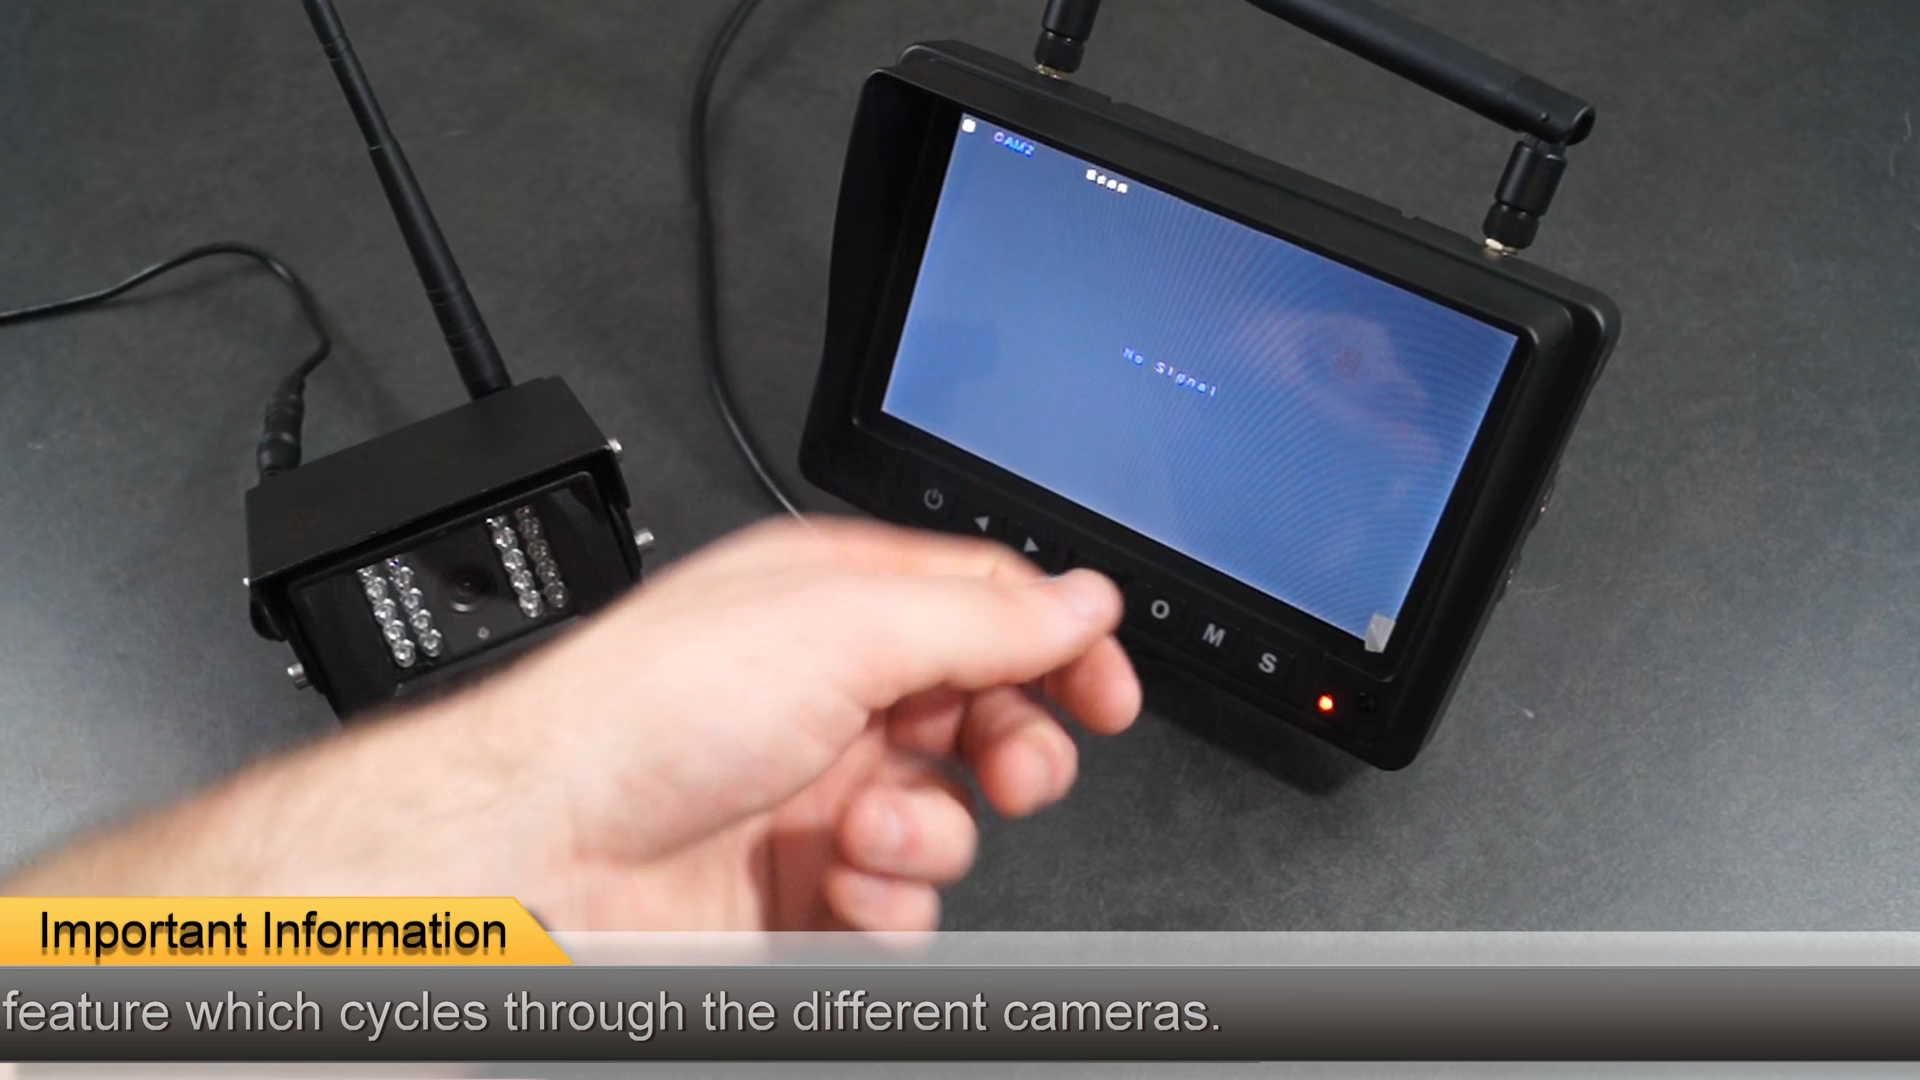 CAM2
No Signal
O M S
Important Information
feature which cycles through the different cameras.